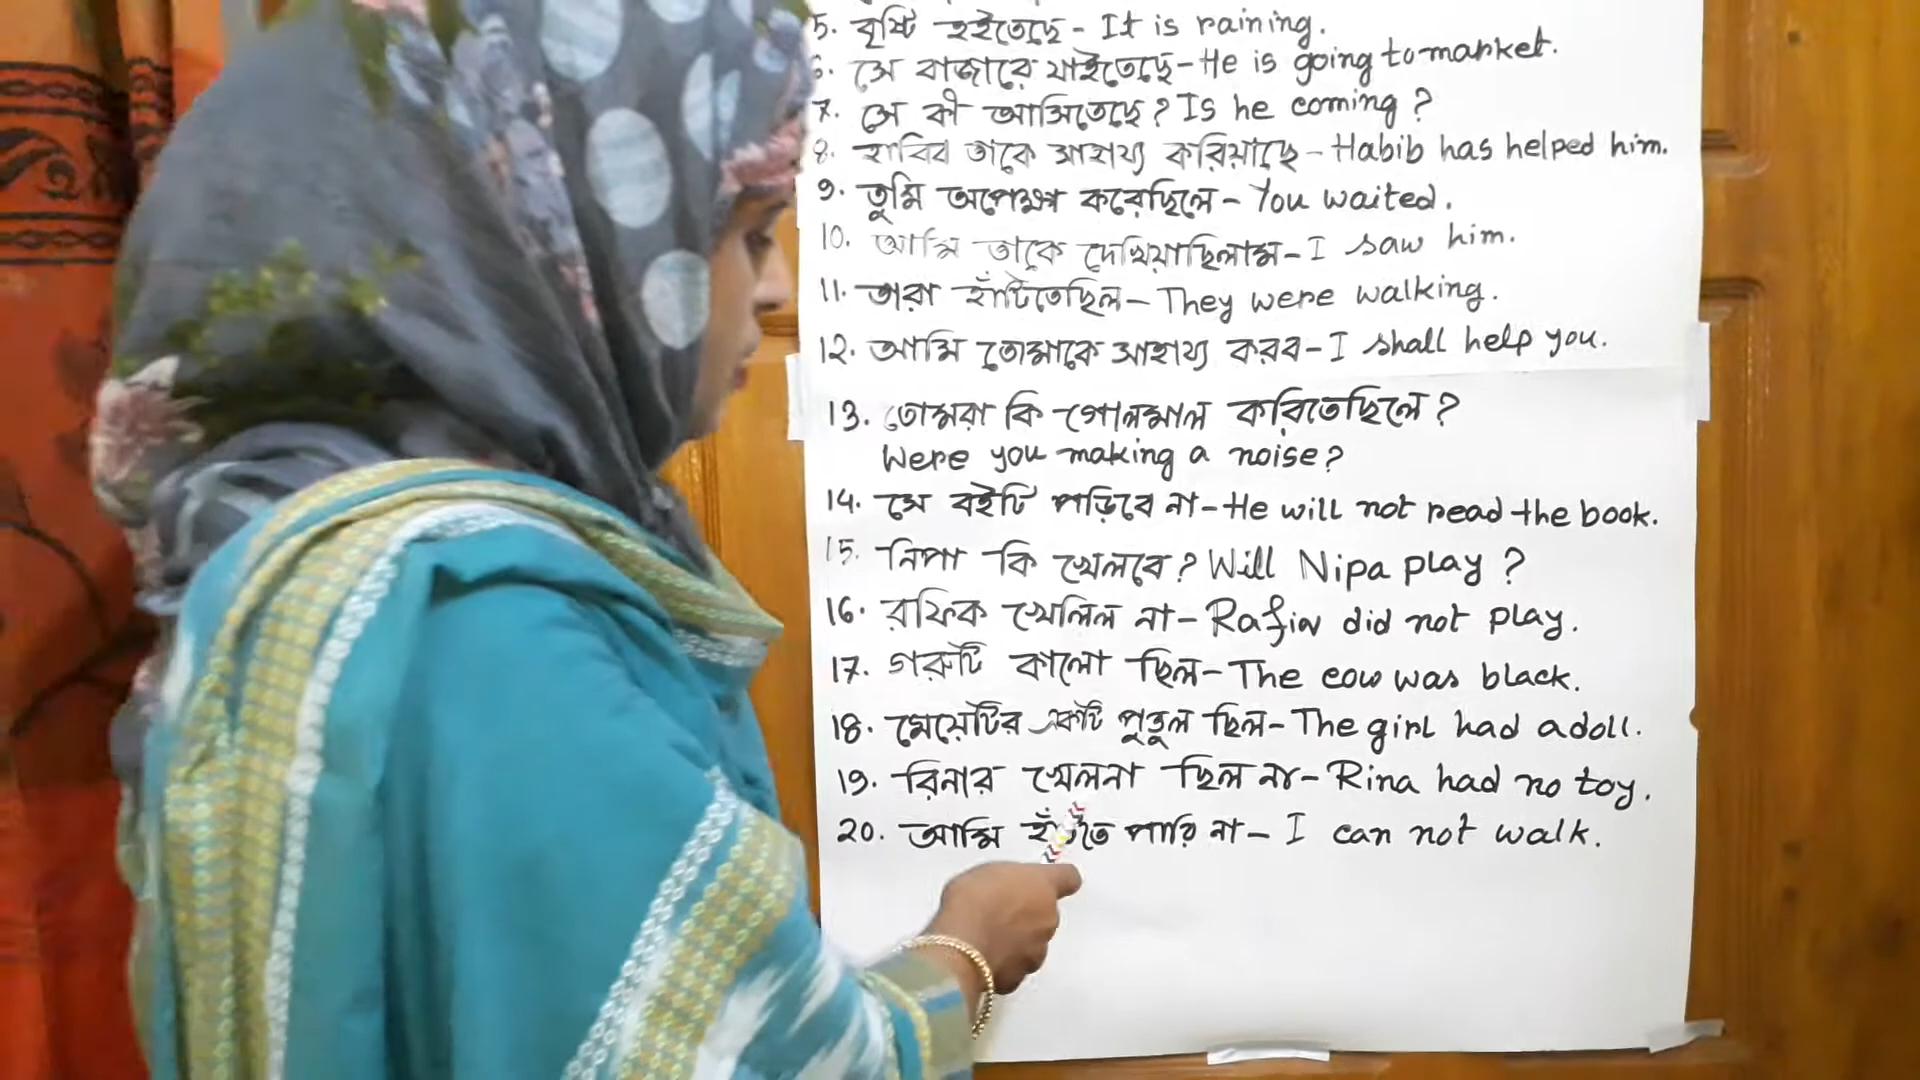 5. বৃষ্টি হইতেছে - It is raining.
6. সে বাজারে যাইতেছে - He is going to market.
7. সে কী আসিতেছে? Is he coming?
8. হাবিব তাকে সাহায্য করিয়াছে - Habib has helped him.
9. তুমি অপেক্ষা করেছিলে - You waited.
10. আমি তাকে দেখিয়াছিলাম - I saw him.
11. তারা হাঁটিতেছিল - They were walking.
12. আমি তোমাকে সাহায্য করব - I shall help you.
13. তোমরা কি গোলমাল করিতেছিলে?
Were you making a noise?
14. সে বইটি পড়িবে না - He will not read the book.
15. নিপা কি খেলবে? Will Nipa play?
16. রফিক খেলিল না - did not play.
17. গরুটি কালো ছিল - The cow was black.
18. মেয়েটির একটি পুতুল ছিল - The girl had a doll.
19. রিনার খেলনা ছিল না - Rina had no toy.
20. আমি পারি না - I can not walk.